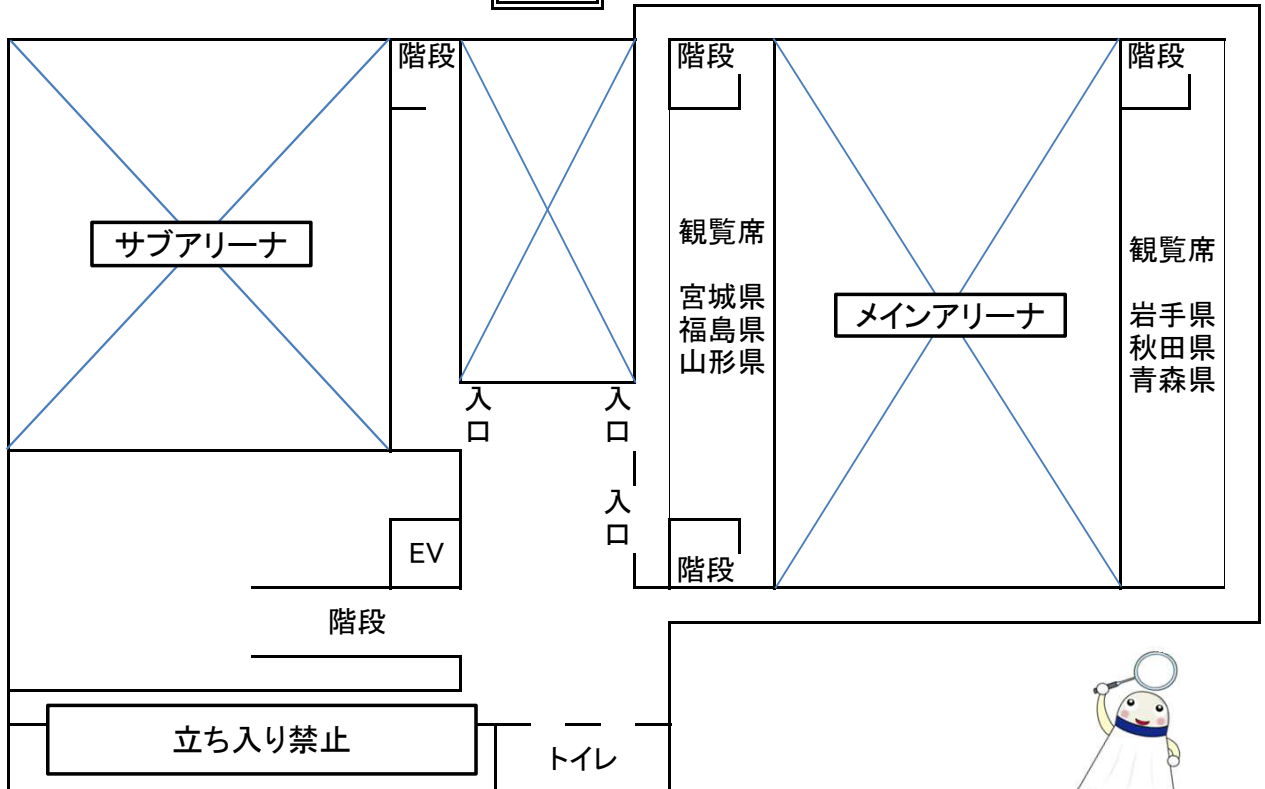 階段
階段
階段
サブアリーナ
観覧席
宮城県
福島県
山形県
メインアリーナ
観覧席
岩手県
秋田県
青森県
入口
入口
入口
EV
階段
階段
立ち入り禁止
トイレ